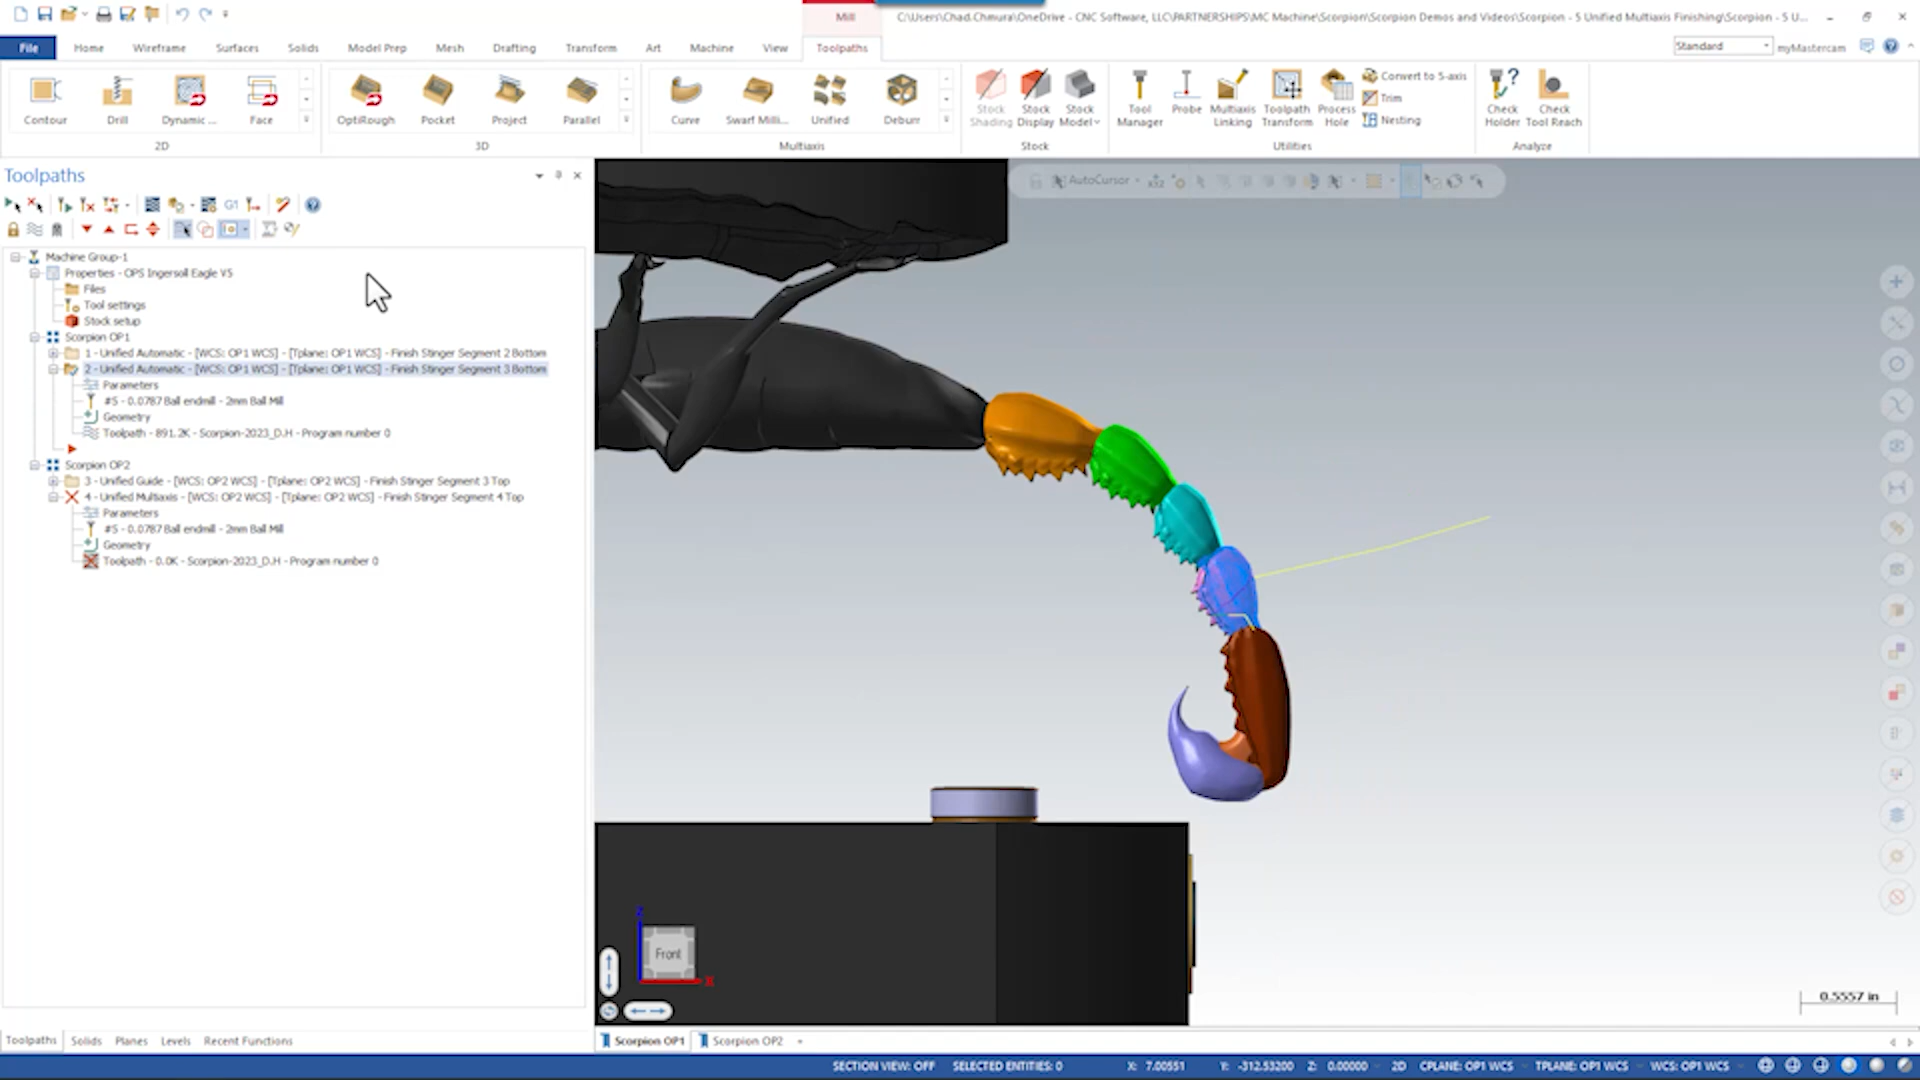 Mill
C:\Users\Chad.Chmura\OneDrive - CNC Software, LLC\PARTNERSHIPS\MC Machine\Scorpion\Scorpion Demos and Videos\Scorpion - 5 Unified Multiaxis Finishing\Scorpion - 5 U...
File Home Wireframe Surfaces Solids Model Prep Mesh Drafting Transform Art Machine View Toolpaths
Standard myMastercam
Contour Drill Dynamic ... Face
2D
OptiRough Pocket Project Parallel
3D
Curve Swarf Milli... Unified Deburr
Multiaxis
Stock Shading
Stock Display
Stock Model
Stock
Tool Manager
Probe
Multiaxis Linking
Toolpath Transform
Process Hole
Convert to 5-axis
Trim
Nesting
Utilities
Check Holder
Check Tool Reach
Analyze
Toolpaths
G1
AutoCursor
Machine Group-1
Properties - OPS Ingersoll Eagle V5
Files
Tool settings
Stock setup
Scorpion OP1
1 - Unified Automatic - [WCS: OP1 WCS] - [Tplane: OP1 WCS] - Finish Stinger Segment 2 Bottom
2 - Unified Automatic - [WCS: OP1 WCS] - [Tplane: OP1 WCS] - Finish Stinger Segment 3 Bottom
Parameters
#5 - 0.0787 Ball endmill - 2mm Ball Mill
Geometry
Toolpath - 891.2K - Scorpion-2023_D.H - Program number 0
Scorpion OP2
3 - Unified Guide - [WCS: OP2 WCS] - [Tplane: OP2 WCS] - Finish Stinger Segment 3 Top
4 - Unified Multiaxis - [WCS: OP2 WCS] - [Tplane: OP2 WCS] - Finish Stinger Segment 4 Top
Parameters
#5 - 0.0787 Ball endmill - 2mm Ball Mill
Geometry
Toolpath - 0.0K - Scorpion-2023_D.H - Program number 0
Z
Front
X
0.5557 in
Toolpaths Solids Planes Levels Recent Functions
Scorpion OP1 Scorpion OP2 +
SECTION VIEW: OFF SELECTED ENTITIES: 0 X: 7.00551 Y: -312.53200 Z: 0.00000 2D CPLANE: OP1 WCS TPLANE: OP1 WCS WCS: OP1 WCS